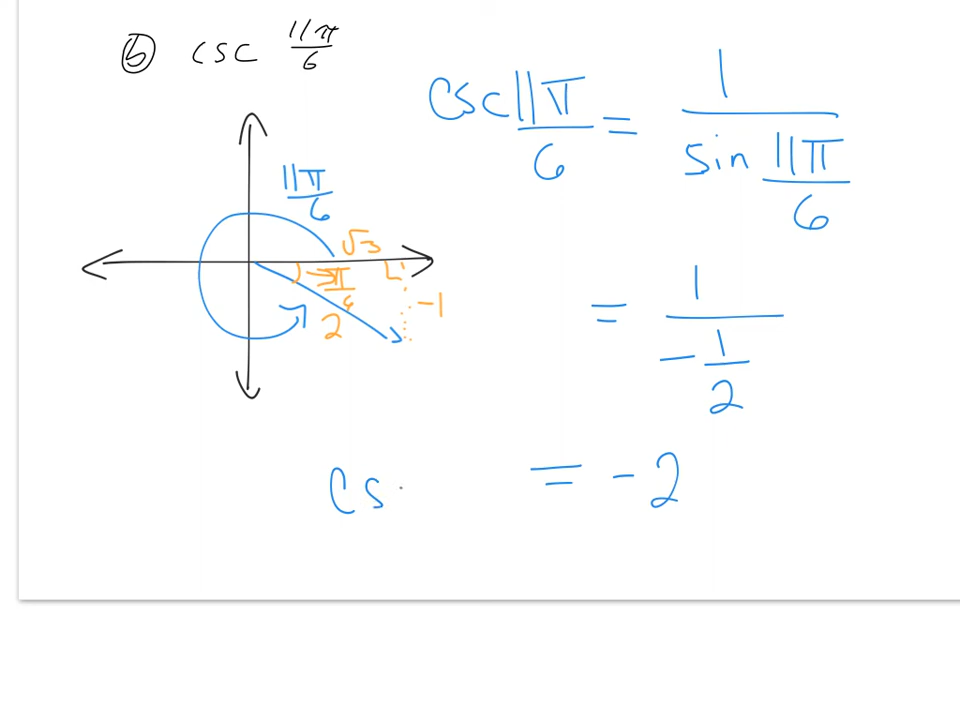 ⑤ csc 11π/6
csc 11π/6 = 1/(sin 11π/6)
11π/6
√3
2
-1
= 1/(-1/2)
cs = -2